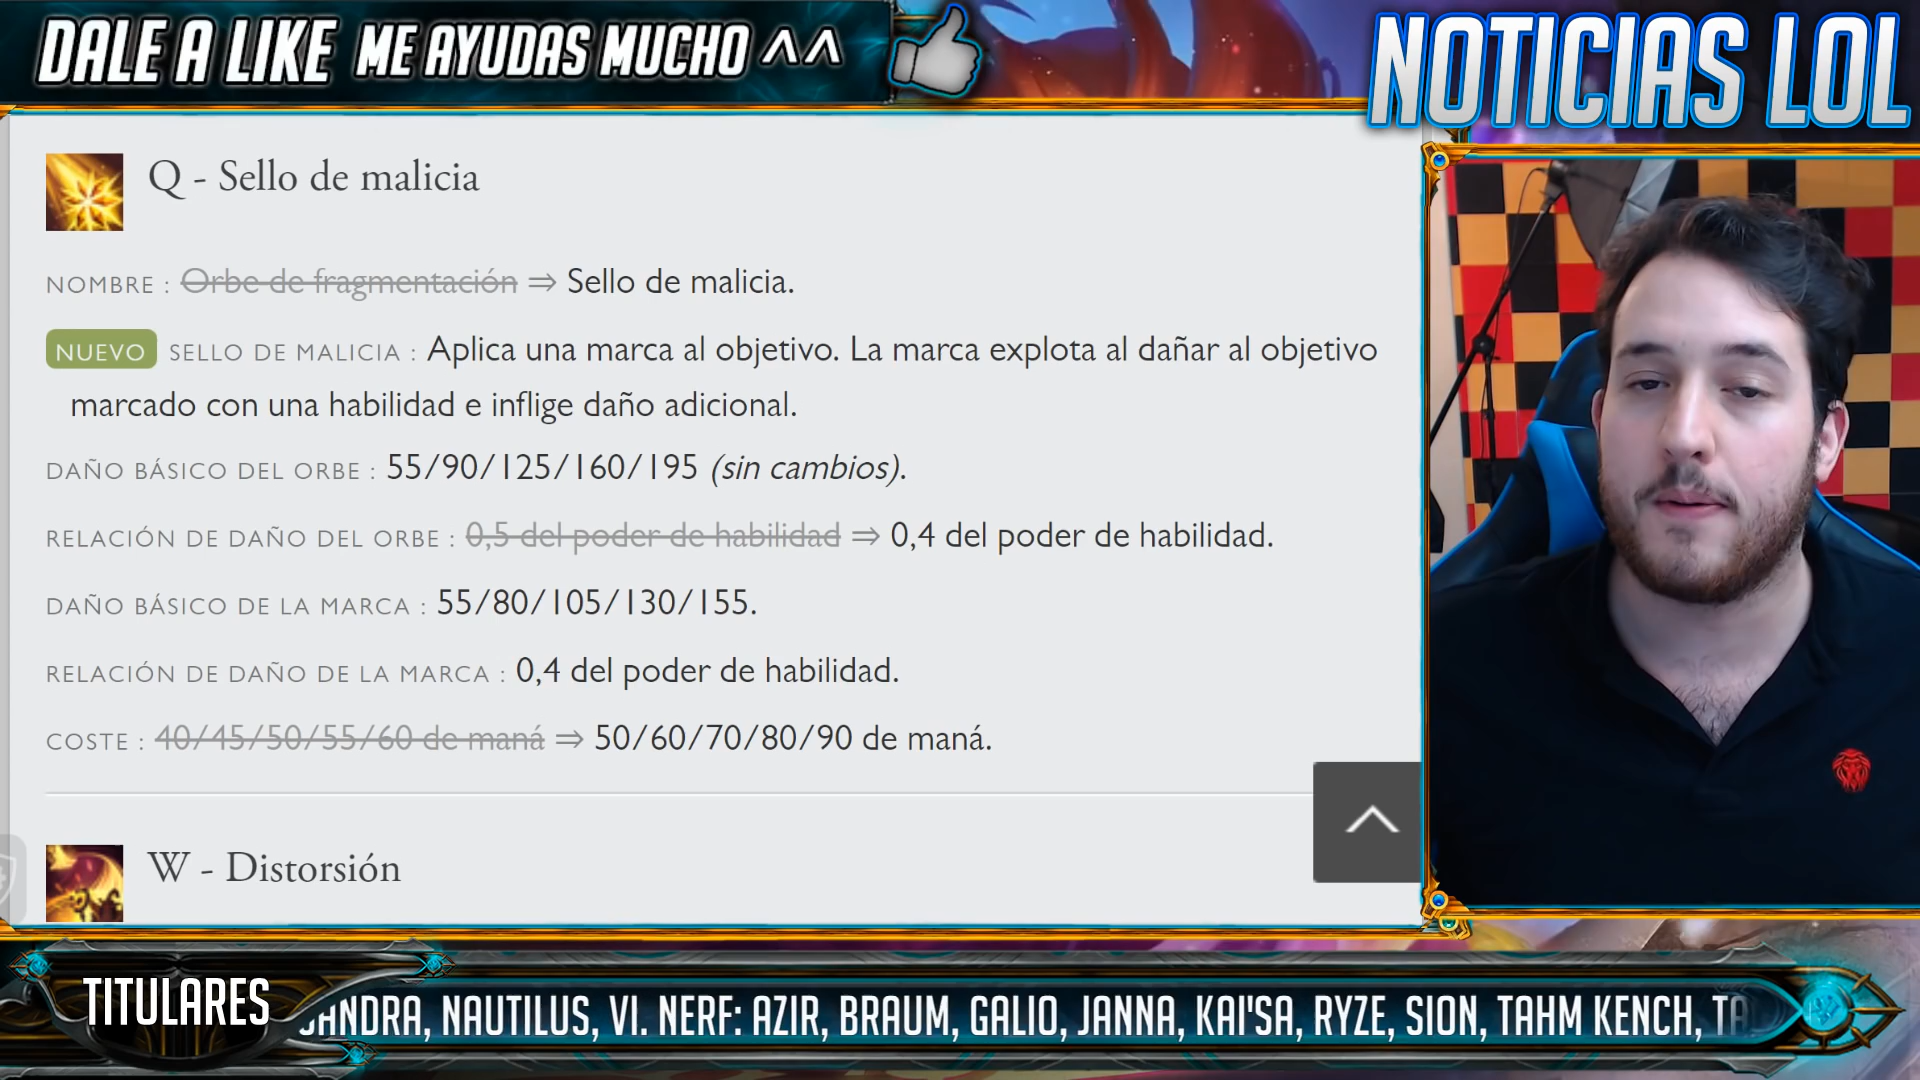 DALE A LIKE ME AYUDAS MUCHO ^^
NOTICIAS LOL
Q - Sello de malicia
NOMBRE : Orbe de fragmentación ⇒ Sello de malicia.
NUEVO SELLO DE MALICIA : Aplica una marca al objetivo. La marca explota al dañar al objetivo
marcado con una habilidad e inflige daño adicional.
DAÑO BÁSICO DEL ORBE : 55/90/125/160/195 (sin cambios).
RELACIÓN DE DAÑO DEL ORBE : 0,5 del poder de habilidad ⇒ 0,4 del poder de habilidad.
DAÑO BÁSICO DE LA MARCA : 55/80/105/130/155.
RELACIÓN DE DAÑO DE LA MARCA : 0,4 del poder de habilidad.
COSTE : 40/45/50/55/60 de maná ⇒ 50/60/70/80/90 de maná.
W - Distorsión
TITULARES
ANDRA, NAUTILUS, VI. NERF: AZIR, BRAUM, GALIO, JANNA, KAI'SA, RYZE, SION, TAHM KENCH, TA